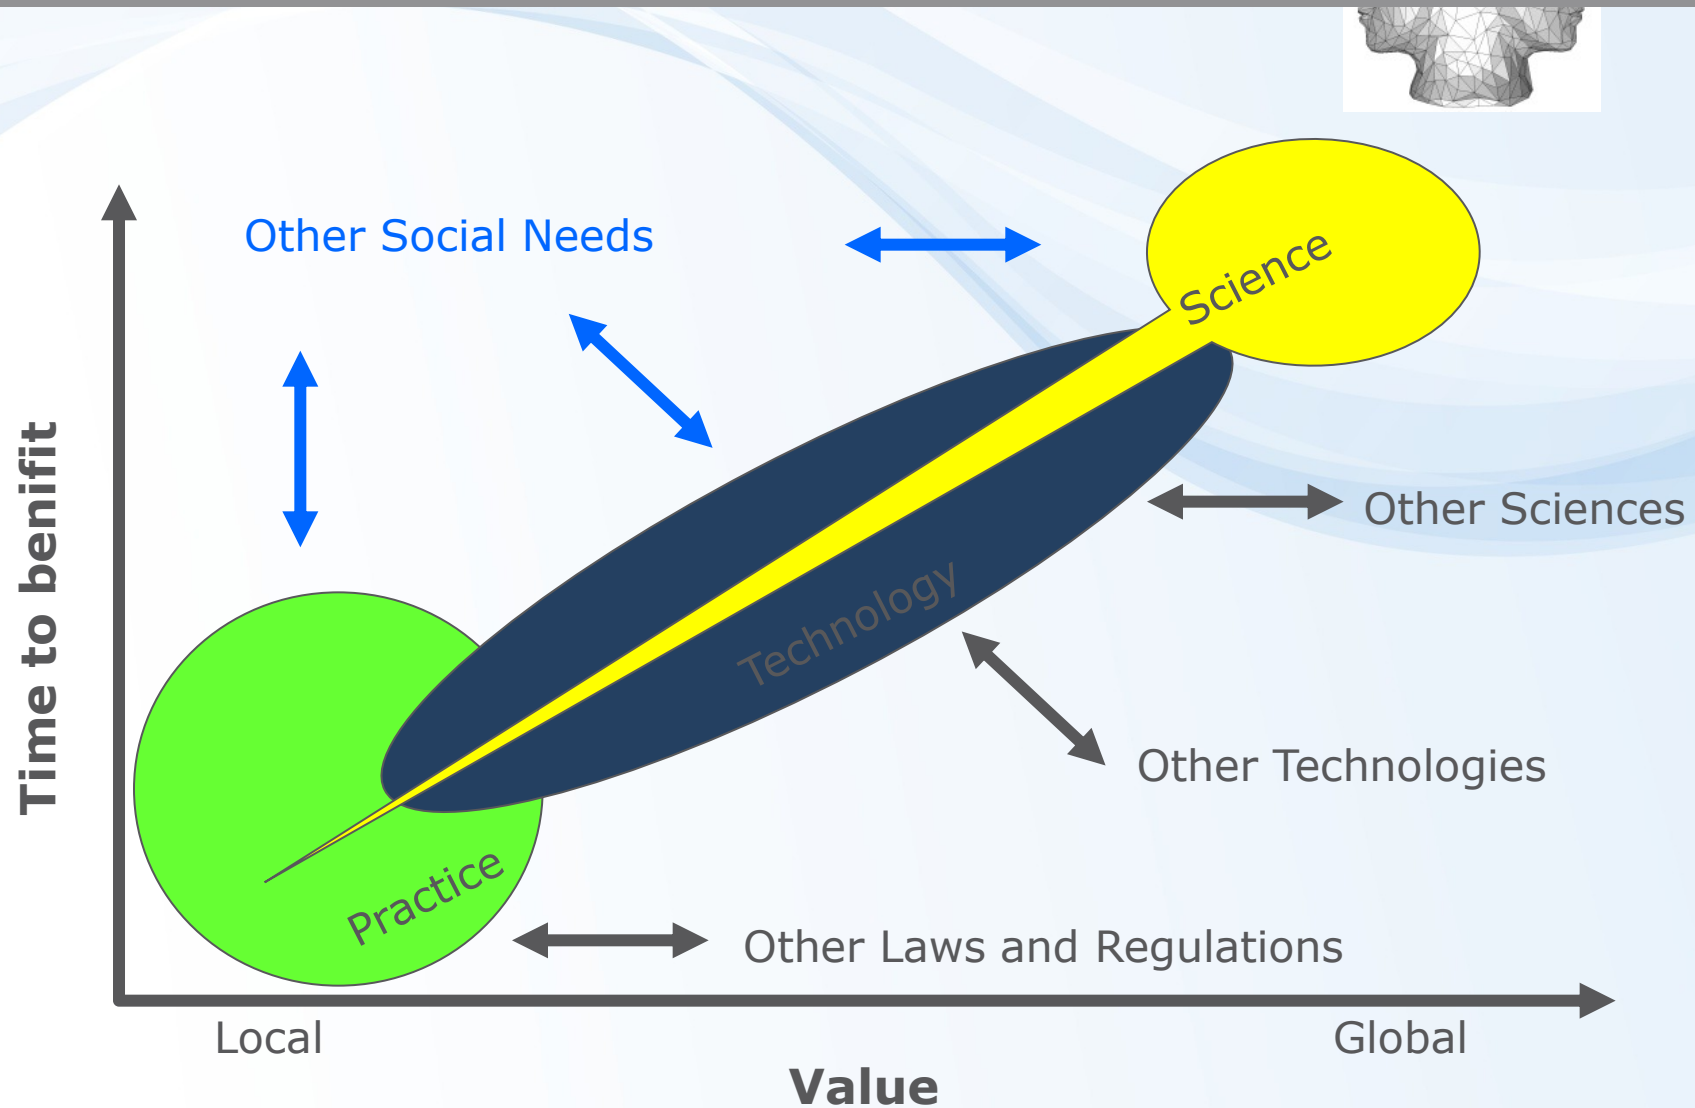 Other Social Needs
Science
Time to benifit
Other Sciences
Technology
Other Technologies
Practice
Other Laws and Regulations
Local
Global
Value